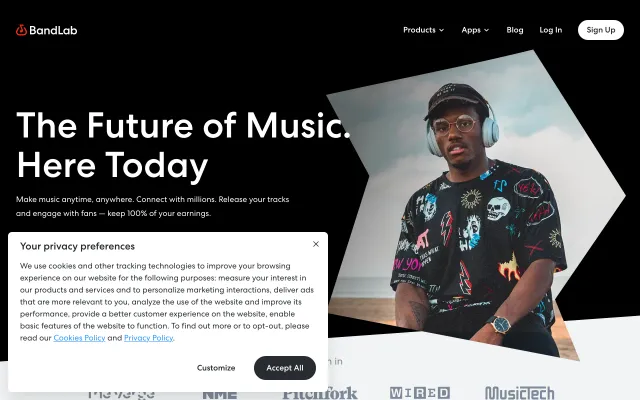 BandLab
Products
Apps
Blog
Log In
Sign Up
The Future of Music.
Here Today
Make music anytime, anywhere. Connect with millions. Release your tracks
and engage with fans — keep 100% of your earnings.
Your privacy preferences
We use cookies and other tracking technologies to improve your browsing
experience on our website for the following purposes: measure your interest in
our products and services and to personalize marketing interactions, deliver ads
that are more relevant to you, analyze the use of the website and improve its
performance, provide a better customer experience on the website, enable
basic features of the website to function. To find out more or to opt-out, please
read our Cookies Policy and Privacy Policy.
Customize
Accept All
in
NME
Pitchfork
WIRED
MusicTech